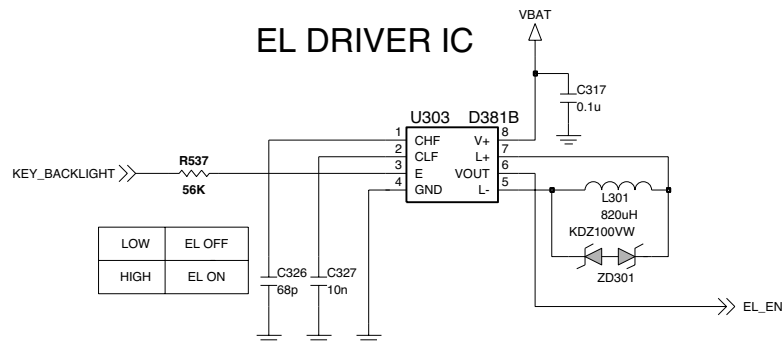 EL DRIVER IC
VBAT
C317
0.1u
U303 D381B
1 CHF V+ 8
2 CLF L+ 7
3 E VOUT 6
4 GND L- 5
KEY_BACKLIGHT
R537
56K
L301
820uH
KDZ100VW
ZD301
LOW EL OFF
HIGH EL ON
C326
68p
C327
10n
EL_EN